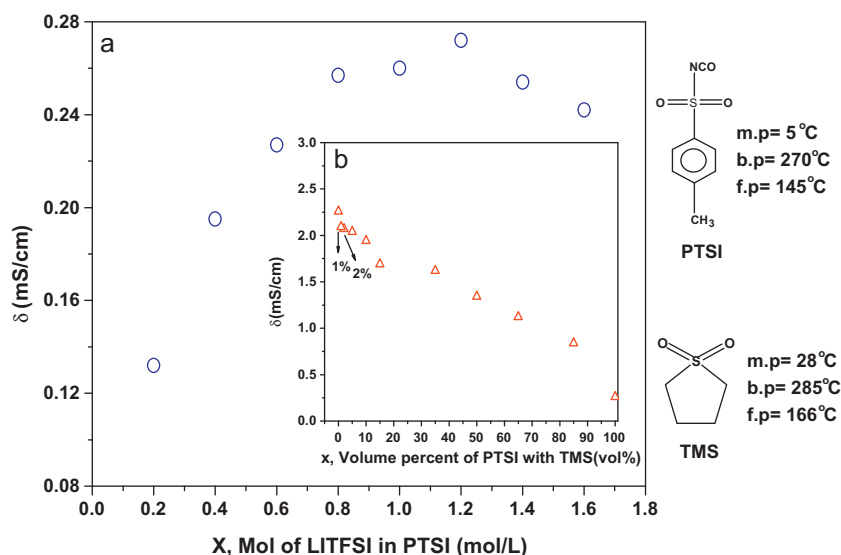 a
δ (mS/cm)
0.28
0.24
0.20
0.16
0.12
0.08
0.0 0.2 0.4 0.6 0.8 1.0 1.2 1.4 1.6 1.8
X, Mol of LITFSI in PTSI (mol/L)
b
δ(mS/cm)
3.0
2.5
2.0
1.5
1.0
0.5
0.0
1%
2%
0 10 20 30 40 50 60 70 80 90 100
x, Volume percent of PTSI with TMS(vol%)
NCO
O S O
CH3
PTSI
m.p= 5°C
b.p= 270°C
f.p= 145°C
O O
S
TMS
m.p= 28°C
b.p= 285°C
f.p= 166°C